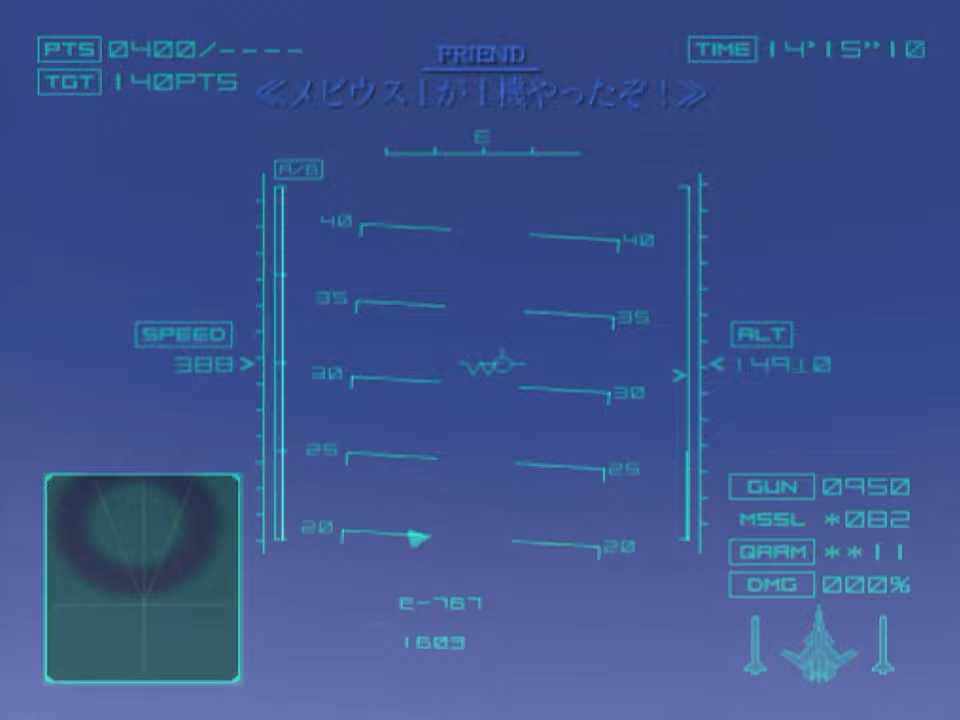 PTS 0400/----
TGT 140PTS
FRIEND
≪メビウス1が1機やったぞ！≫
TIME 14'15"10
E
A/B
40 40
35 35
SPEED
388
ALT
14910
30 30
25 25
20 20
E-767
1603
GUN 0950
MSSL *082
QAAM **11
DMG 000%